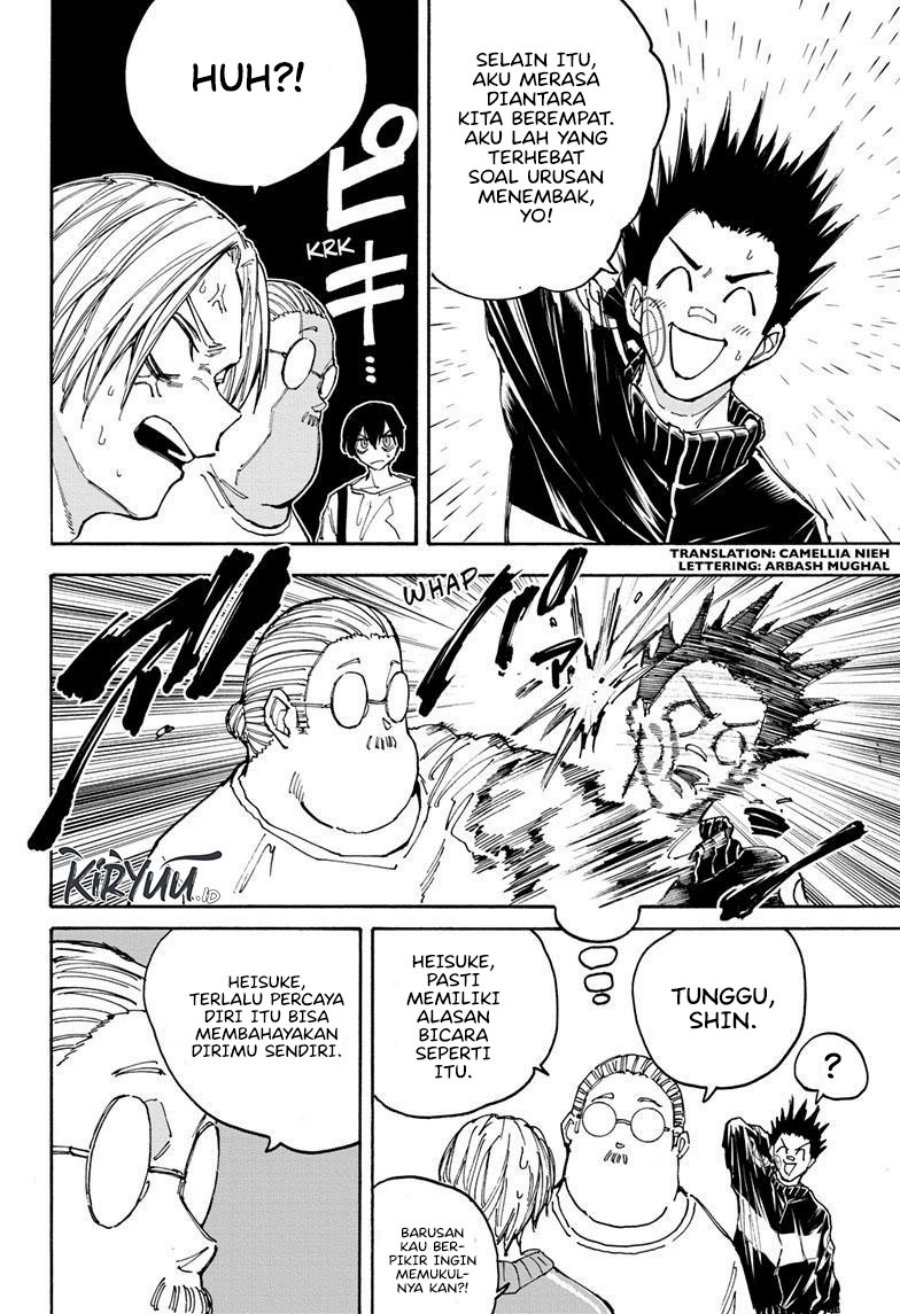 SELAIN ITU,
AKU MERASA
DIANTARA
KITA BEREMPAT.
AKU LAH YANG
TERHEBAT
SOAL URUSAN
MENEMBAK,
YO!
HUH?!
ピキ…
KRK
TRANSLATION: CAMELLIA NIEH
LETTERING: ARBASH MUGHAL
WHAP
KIRYUU.ID
TUNGGU,
SHIN.
?
HEISUKE,
PASTI
MEMILIKI
ALASAN
BICARA
SEPERTI
ITU.
BARUSAN
KAU BER-
PIKIR INGIN
MEMUKUL-
NYA KAN?!
HEISUKE,
TERLALU PERCAYA
DIRI ITU BISA
MEMBAHAYAKAN
DIRIMU SENDIRI.